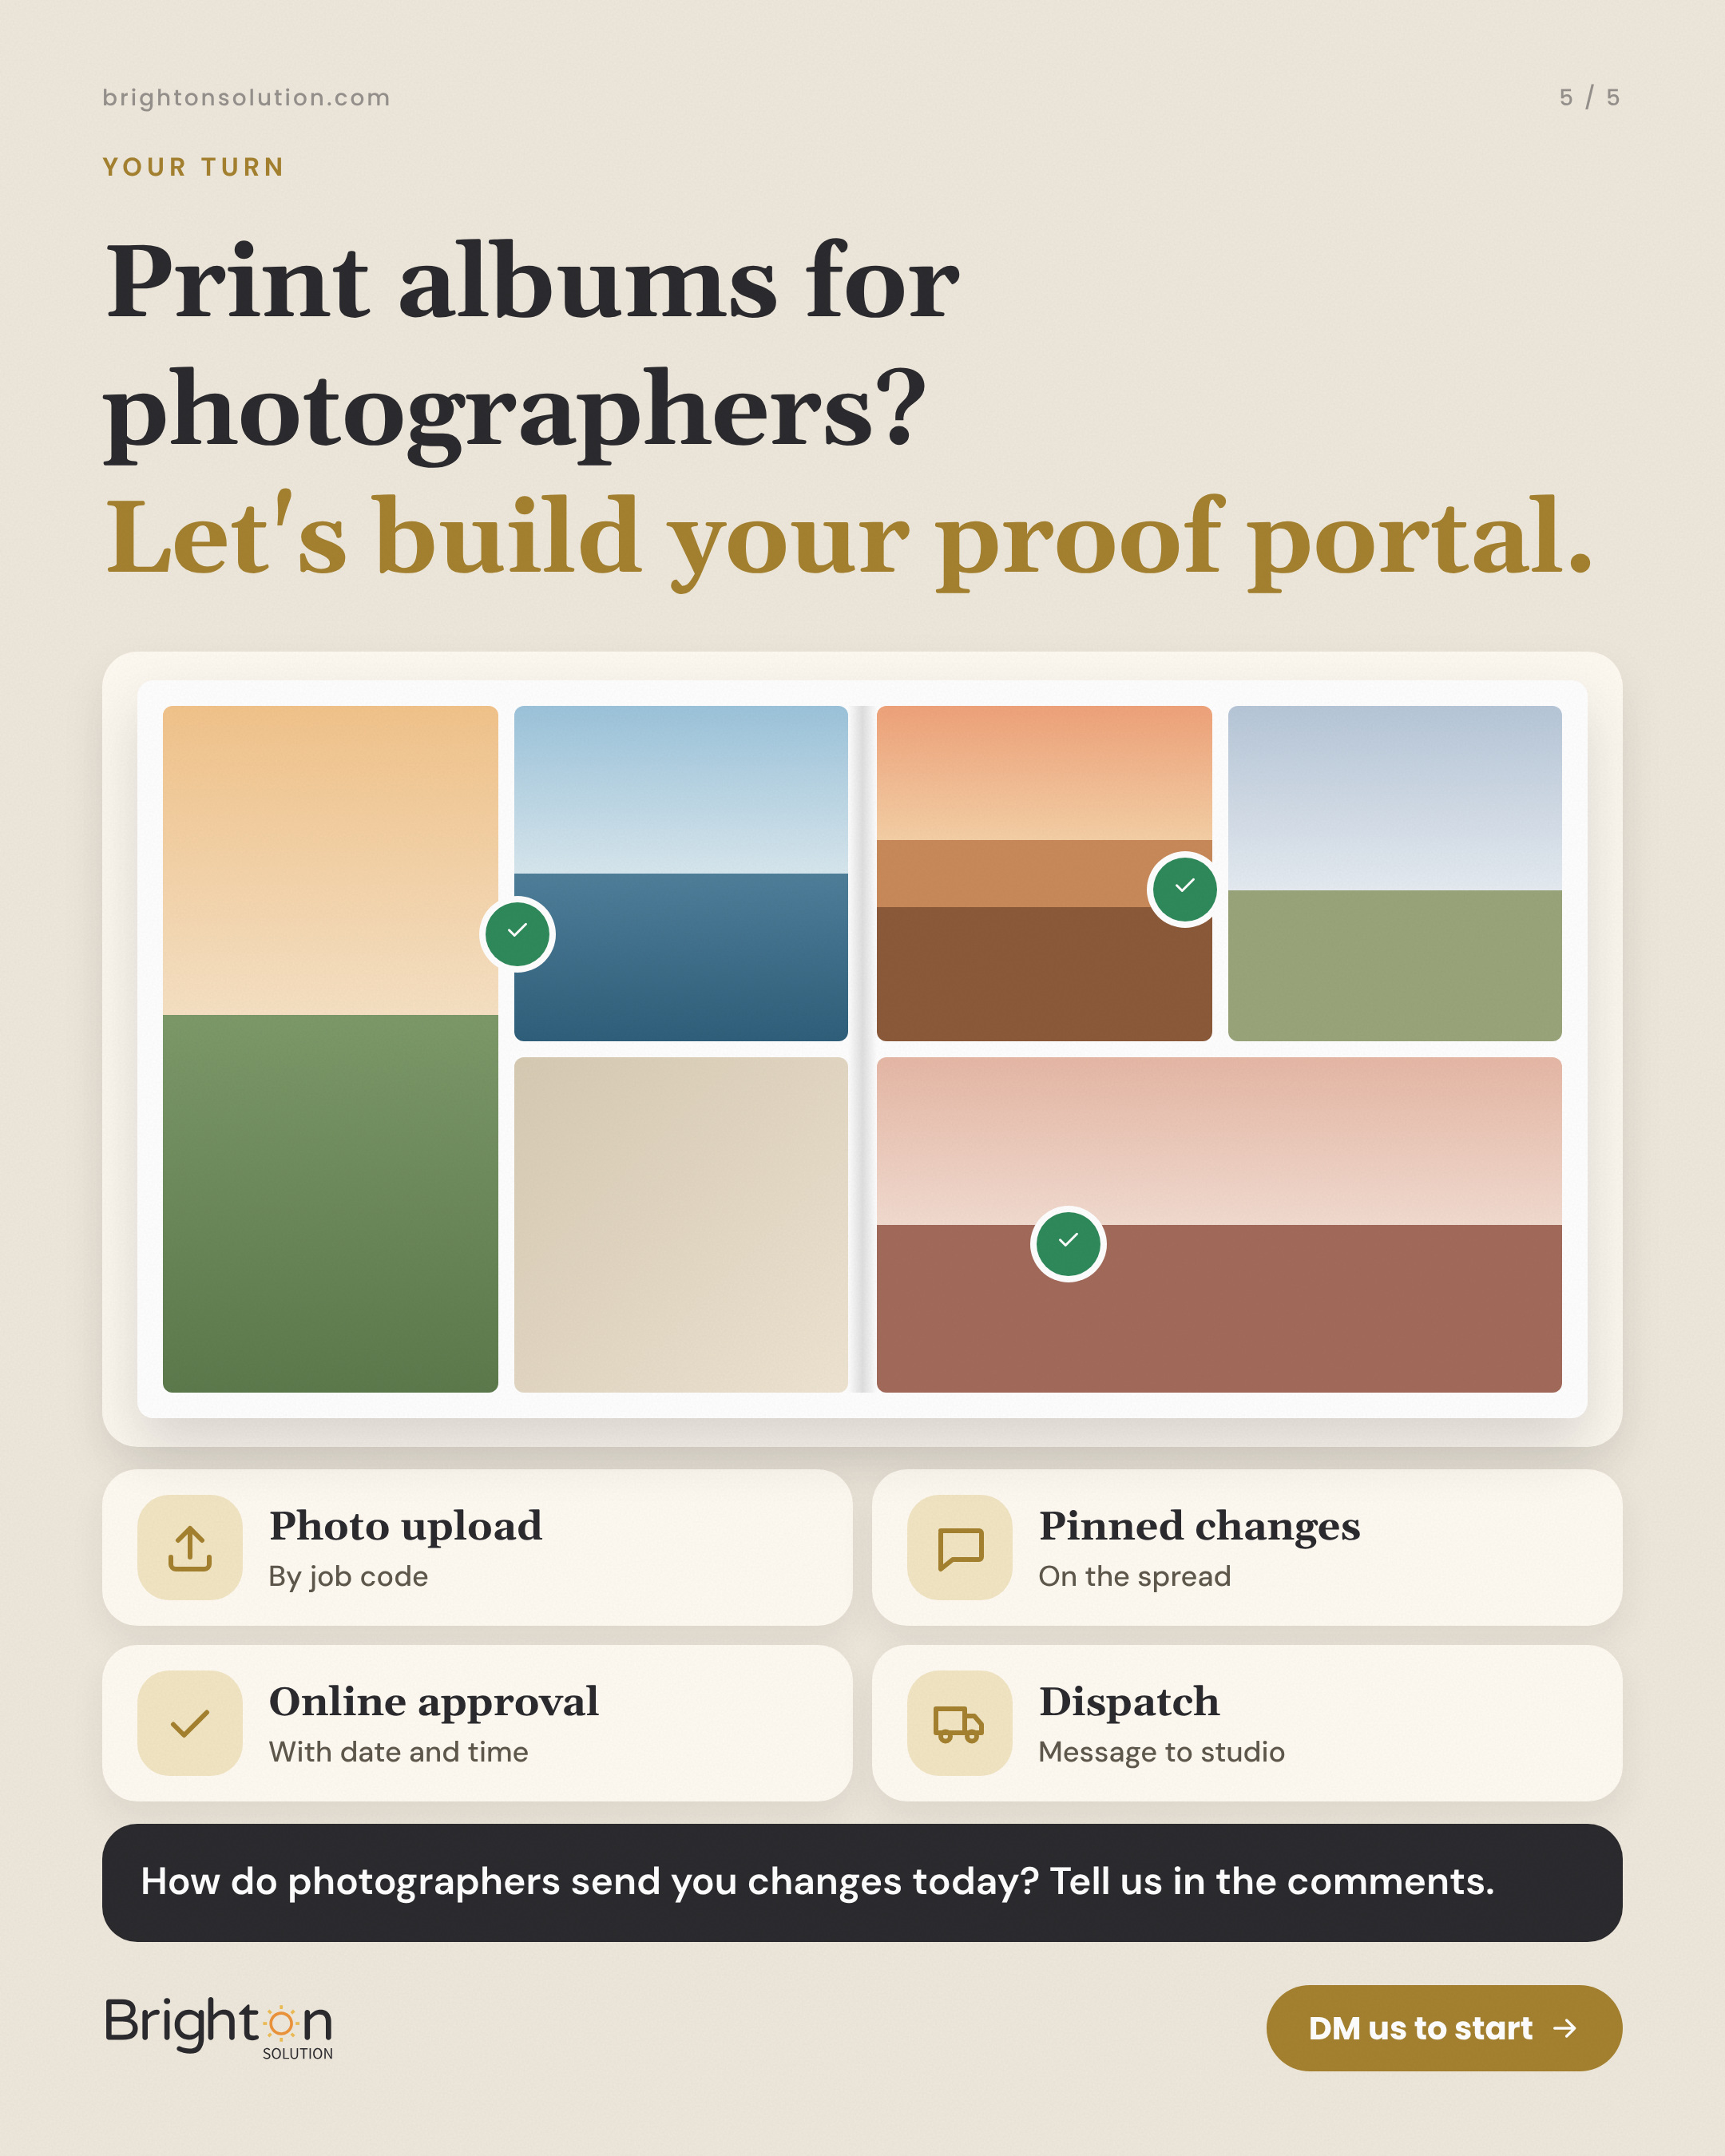 brightonsolution.com
5 / 5
YOUR TURN
Print albums for
photographers?
Let's build your proof portal.
Photo upload
By job code
Pinned changes
On the spread
Online approval
With date and time
Dispatch
Message to studio
How do photographers send you changes today? Tell us in the comments.
Brighton
SOLUTION
DM us to start →